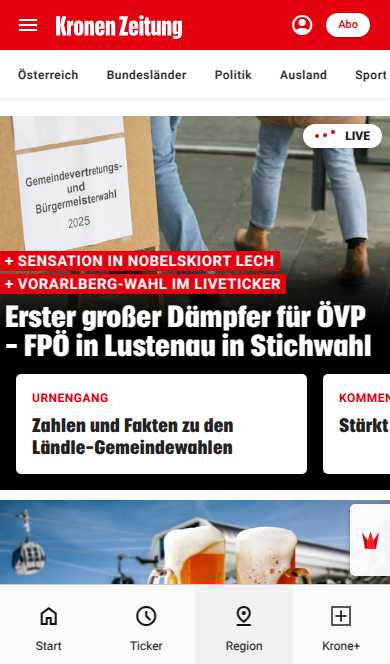 Kronen Zeitung
Abo
Österreich
Bundesländer
Politik
Ausland
Sport
LIVE
Gemeindevertretungs-
und
Bürgermeisterwahl
2025
+ SENSATION IN NOBELSKIORT LECH
+ VORARLBERG-WAHL IM LIVETICKER
Erster großer Dämpfer für ÖVP
– FPÖ in Lustenau in Stichwahl
URNENGANG
Zahlen und Fakten zu den
Ländle-Gemeindewahlen
KOMMEN
Stärkt
Start
Ticker
Region
Krone+